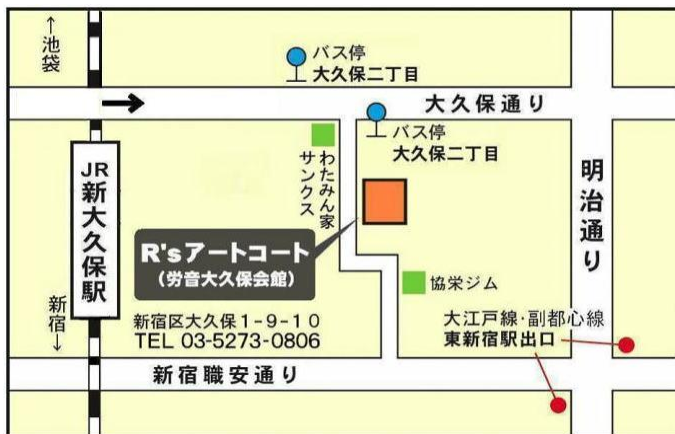 ←池袋
バス停
大久保二丁目
大久保通り
バス停
大久保二丁目
わたみん家
サンクス
JR新大久保駅
明治通り
R'sアートコート
(労音大久保会館)
協栄ジム
新宿→
新宿区大久保1-9-10
TEL 03-5273-0806
大江戸線・副都心線
東新宿駅出口
新宿職安通り